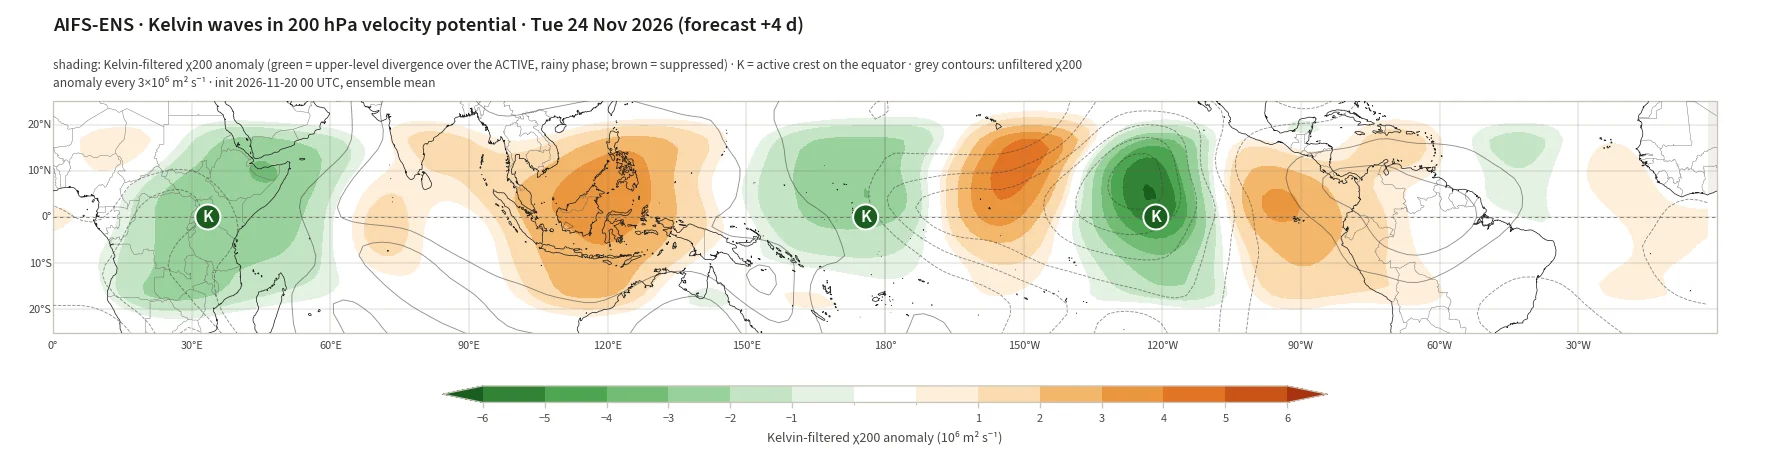 AIFS-ENS · Kelvin waves in 200 hPa velocity potential · Tue 24 Nov 2026 (forecast +4 d)
shading: Kelvin-filtered χ200 anomaly (green = upper-level divergence over the ACTIVE, rainy phase; brown = suppressed) · K = active crest on the equator · grey contours: unfiltered χ200
anomaly every 3×10⁶ m² s⁻¹ · init 2026-11-20 00 UTC, ensemble mean
20°N
10°N
0°
10°S
20°S
K K K
0° 30°E 60°E 90°E 120°E 150°E 180° 150°W 120°W 90°W 60°W 30°W
−6 −5 −4 −3 −2 −1 1 2 3 4 5 6
Kelvin-filtered χ200 anomaly (10⁶ m² s⁻¹)